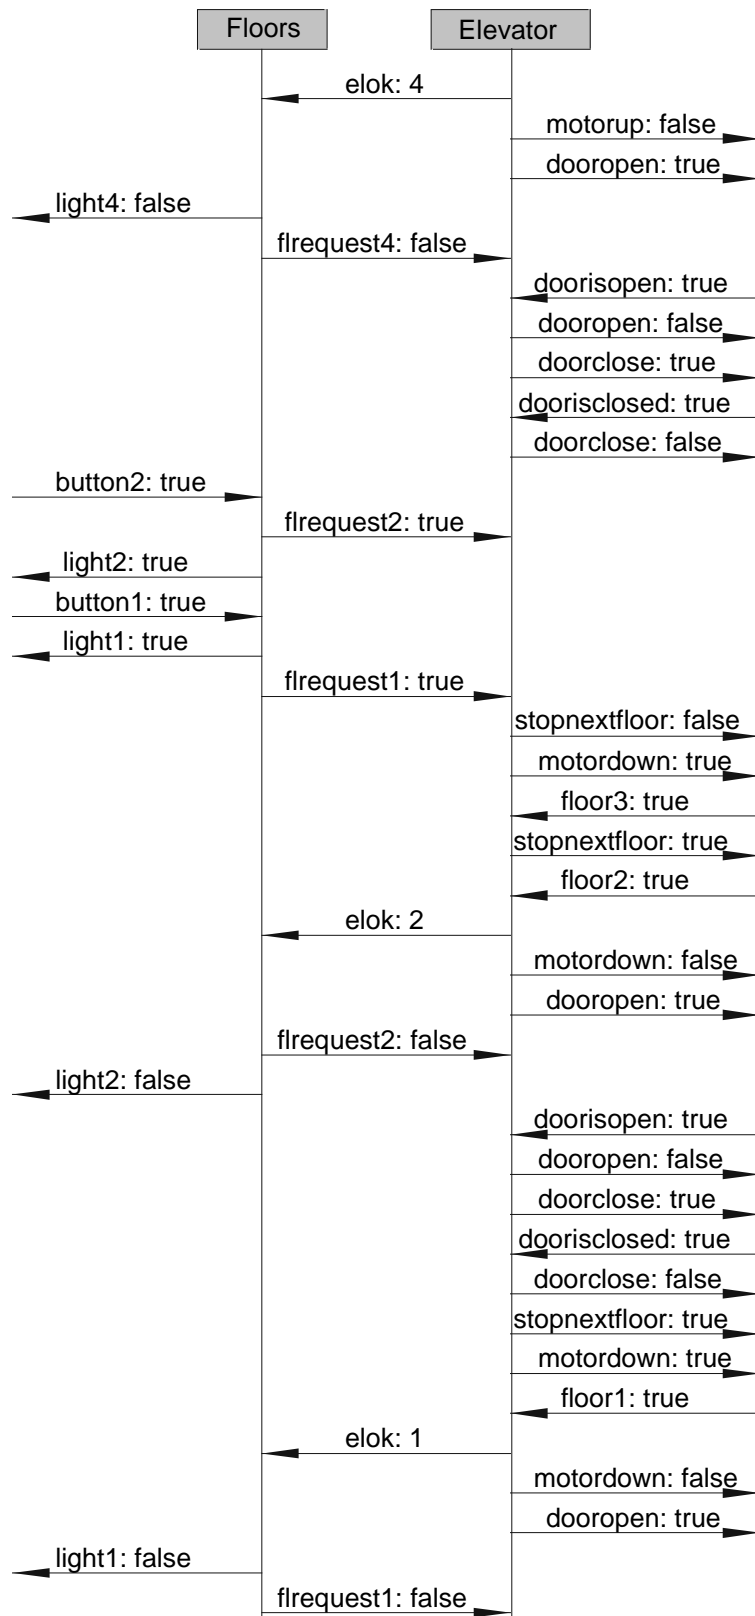 Floors
Elevator
elok: 4
motorup: false
dooropen: true
light4: false
flrequest4: false
doorisopen: true
dooropen: false
doorclose: true
doorisclosed: true
doorclose: false
button2: true
flrequest2: true
light2: true
button1: true
light1: true
flrequest1: true
stopnextfloor: false
motordown: true
floor3: true
stopnextfloor: true
floor2: true
elok: 2
motordown: false
dooropen: true
flrequest2: false
light2: false
doorisopen: true
dooropen: false
doorclose: true
doorisclosed: true
doorclose: false
stopnextfloor: true
motordown: true
floor1: true
elok: 1
motordown: false
dooropen: true
light1: false
flrequest1: false